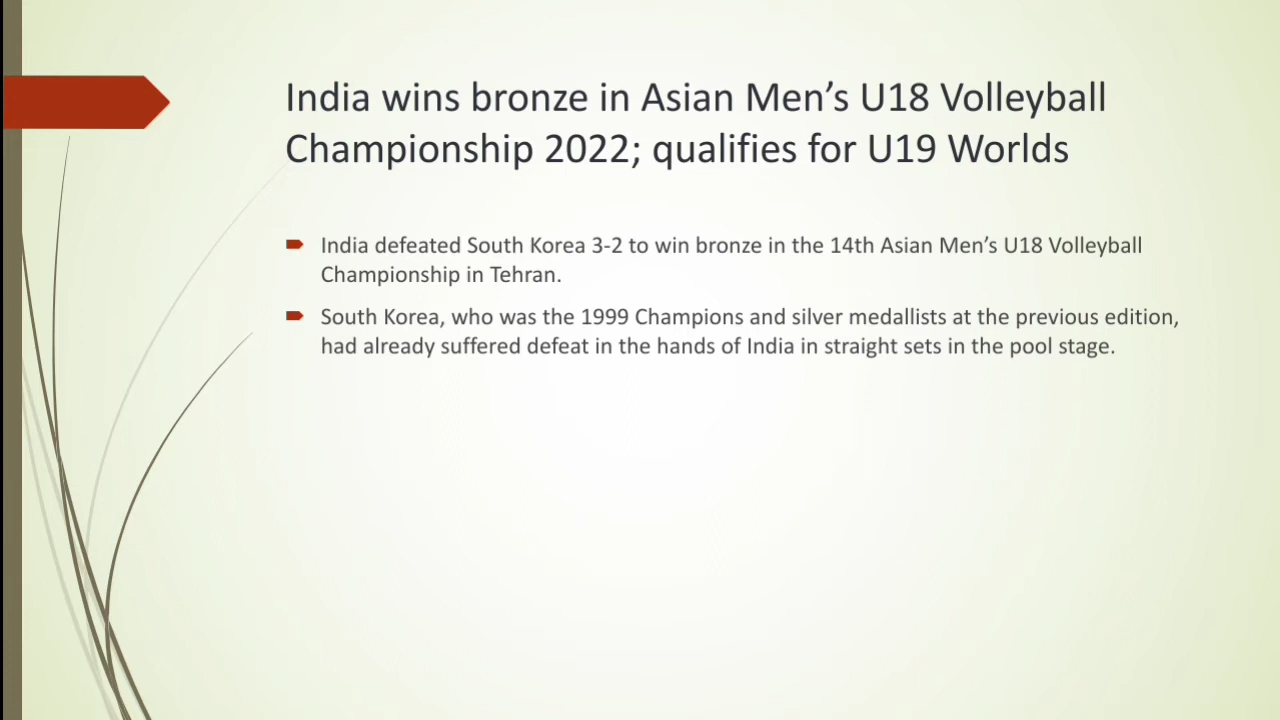 India wins bronze in Asian Men’s U18 Volleyball
Championship 2022; qualifies for U19 Worlds
India defeated South Korea 3-2 to win bronze in the 14th Asian Men’s U18 Volleyball
Championship in Tehran.
South Korea, who was the 1999 Champions and silver medallists at the previous edition,
had already suffered defeat in the hands of India in straight sets in the pool stage.